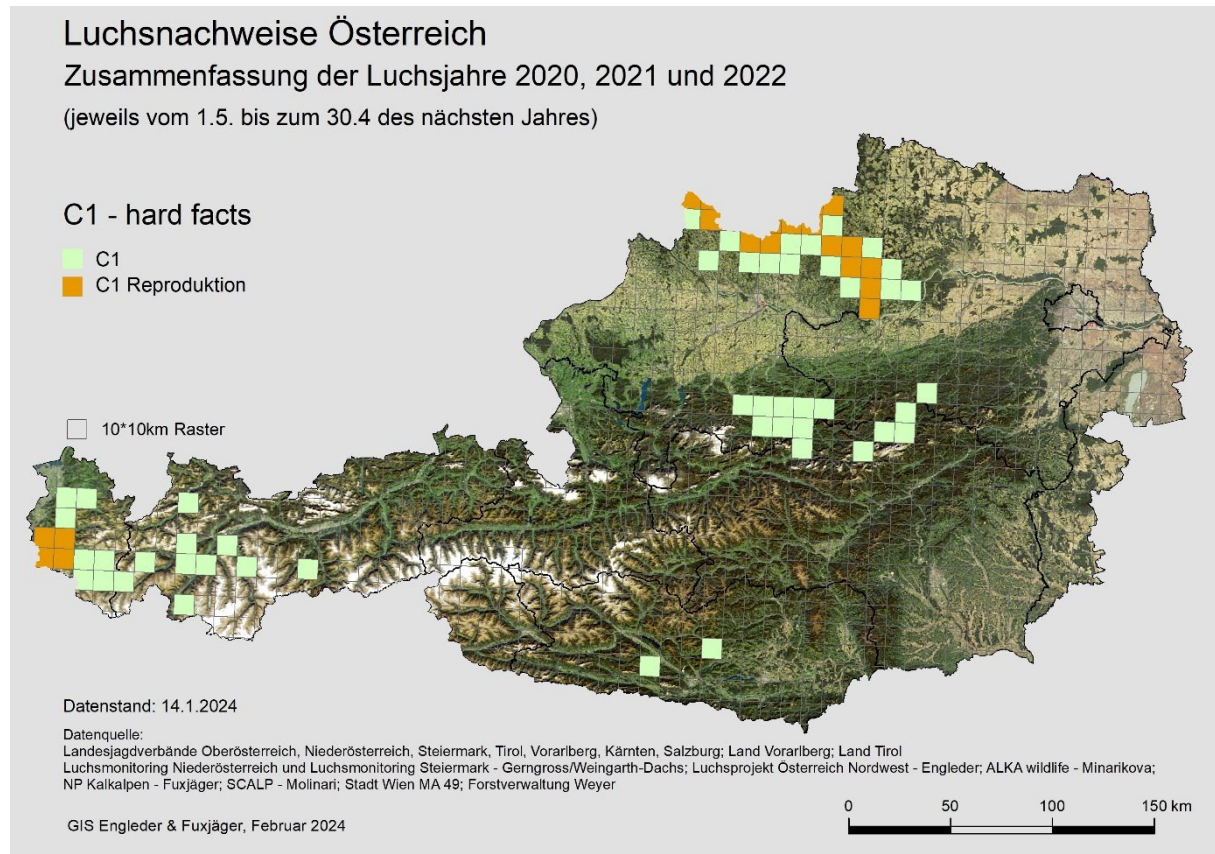 Luchsnachweise Österreich
Zusammenfassung der Luchsjahre 2020, 2021 und 2022
(jeweils vom 1.5. bis zum 30.4 des nächsten Jahres)
C1 - hard facts
C1
C1 Reproduktion
10*10km Raster
Datenstand: 14.1.2024
Datenquelle:
Landesjagdverbände Oberösterreich, Niederösterreich, Steiermark, Tirol, Vorarlberg, Kärnten, Salzburg; Land Vorarlberg; Land Tirol
Luchsmonitoring Niederösterreich und Luchsmonitoring Steiermark - Gerngross/Weingarth-Dachs; Luchsprojekt Österreich Nordwest - Engleder; ALKA wildlife - Minarikova;
NP Kalkalpen - Fuxjäger; SCALP - Molinari; Stadt Wien MA 49; Forstverwaltung Weyer
GIS Engleder & Fuxjäger, Februar 2024
0 50 100 150 km